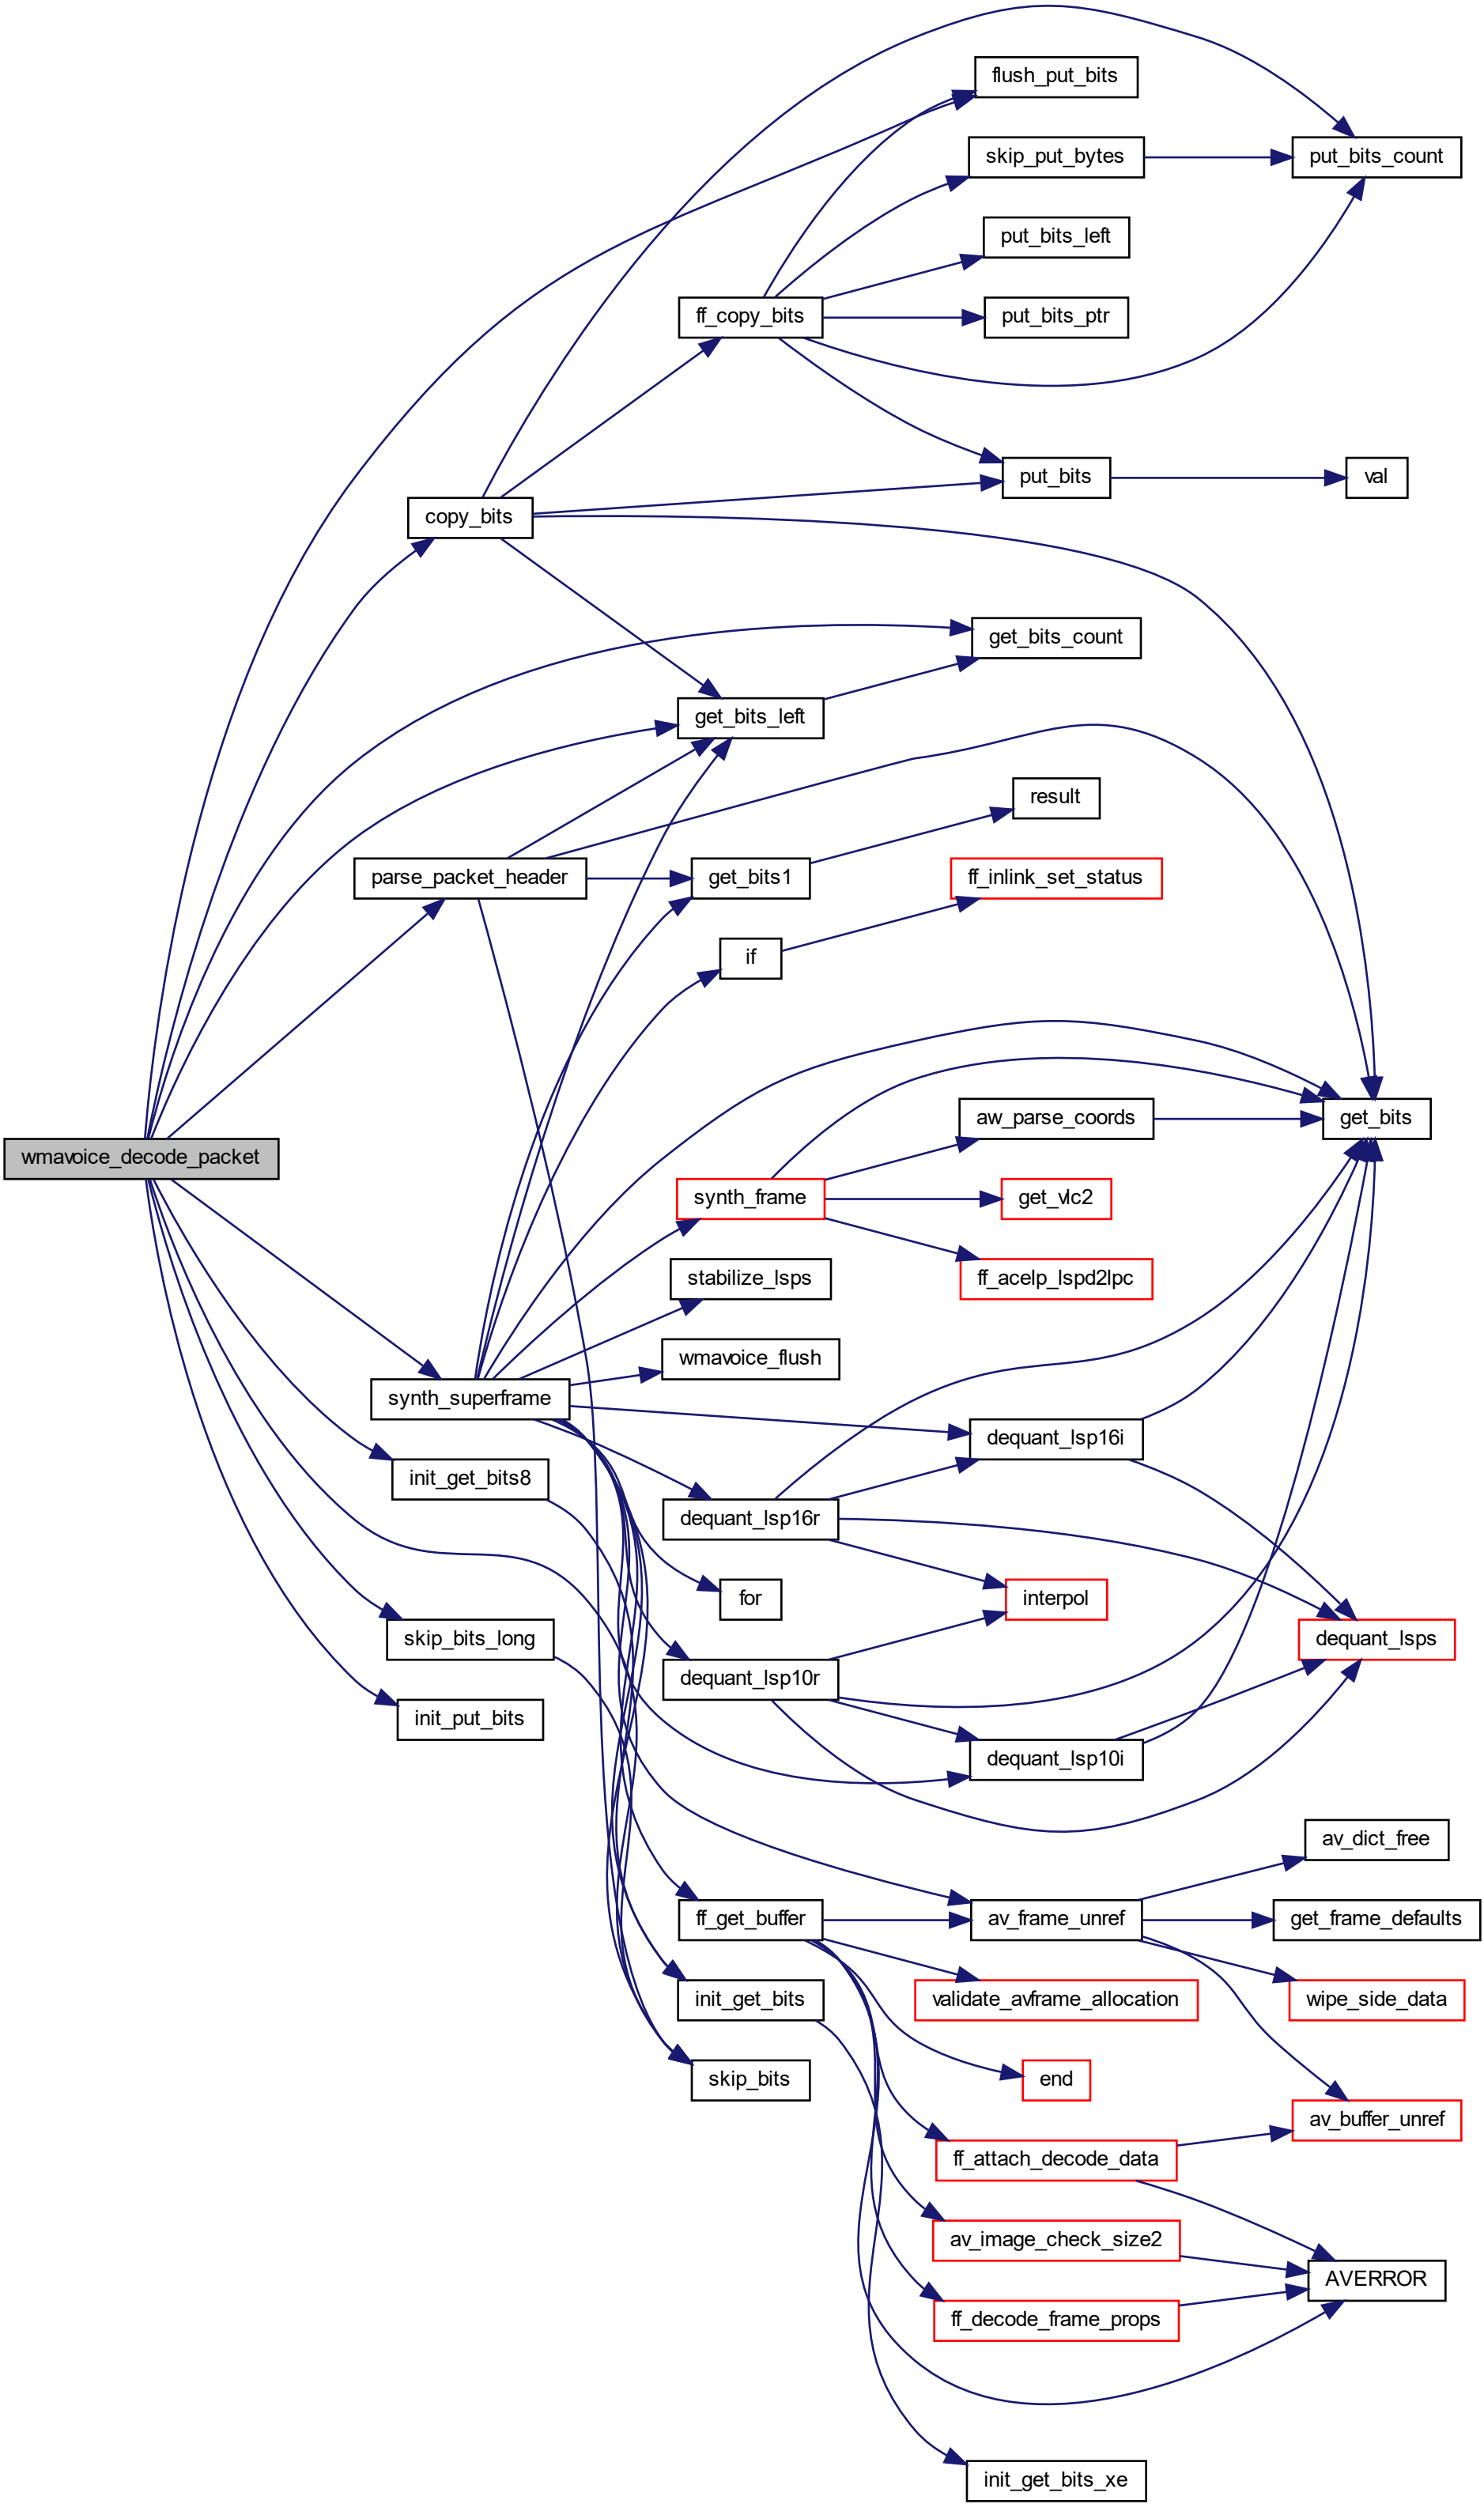 flush_put_bits
skip_put_bytes
put_bits_count
put_bits_left
ff_copy_bits
put_bits_ptr
put_bits
val
copy_bits
get_bits_count
get_bits_left
result
parse_packet_header
get_bits1
ff_inlink_set_status
if
aw_parse_coords
get_bits
wmavoice_decode_packet
synth_frame
get_vlc2
stabilize_lsps
ff_acelp_lspd2lpc
wmavoice_flush
synth_superframe
dequant_lsp16i
init_get_bits8
dequant_lsp16r
for
interpol
skip_bits_long
dequant_lsps
dequant_lsp10r
init_put_bits
dequant_lsp10i
av_dict_free
ff_get_buffer
av_frame_unref
get_frame_defaults
init_get_bits
validate_avframe_allocation
wipe_side_data
skip_bits
end
av_buffer_unref
ff_attach_decode_data
av_image_check_size2
AVERROR
ff_decode_frame_props
init_get_bits_xe